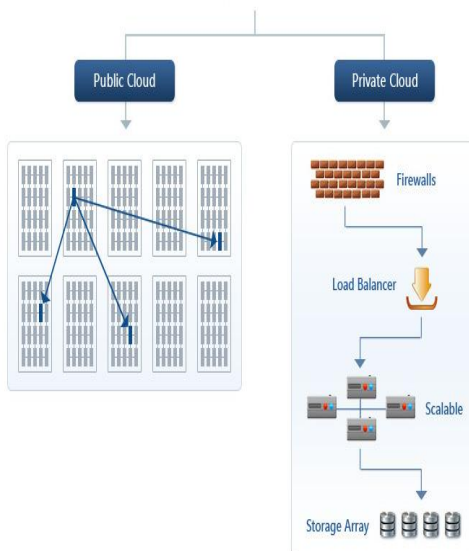 Public Cloud
Private Cloud
Firewalls
Load Balancer
Scalable
Storage Array